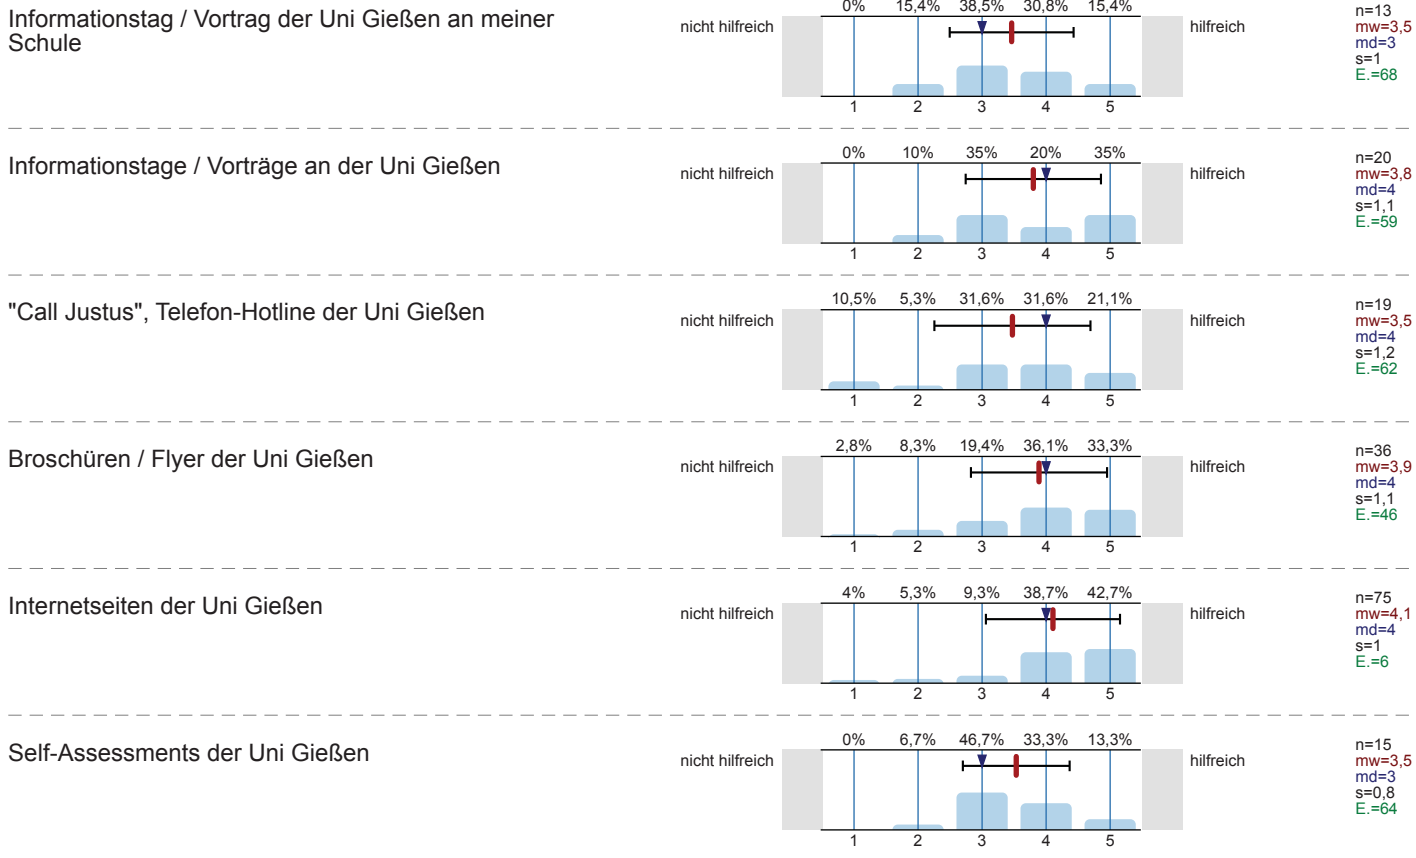 Informationstag / Vortrag der Uni Gießen an meiner
Schule
nicht hilfreich
0% 15,4% 38,5% 30,8% 15,4%
1 2 3 4 5
hilfreich
n=13
mw=3,5
md=3
s=1
E.=68
Informationstage / Vorträge an der Uni Gießen
nicht hilfreich
0% 10% 35% 20% 35%
1 2 3 4 5
hilfreich
n=20
mw=3,8
md=4
s=1,1
E.=59
"Call Justus", Telefon-Hotline der Uni Gießen
nicht hilfreich
10,5% 5,3% 31,6% 31,6% 21,1%
1 2 3 4 5
hilfreich
n=19
mw=3,5
md=4
s=1,2
E.=62
Broschüren / Flyer der Uni Gießen
nicht hilfreich
2,8% 8,3% 19,4% 36,1% 33,3%
1 2 3 4 5
hilfreich
n=36
mw=3,9
md=4
s=1,1
E.=46
Internetseiten der Uni Gießen
nicht hilfreich
4% 5,3% 9,3% 38,7% 42,7%
1 2 3 4 5
hilfreich
n=75
mw=4,1
md=4
s=1
E.=6
Self-Assessments der Uni Gießen
nicht hilfreich
0% 6,7% 46,7% 33,3% 13,3%
1 2 3 4 5
hilfreich
n=15
mw=3,5
md=3
s=0,8
E.=64